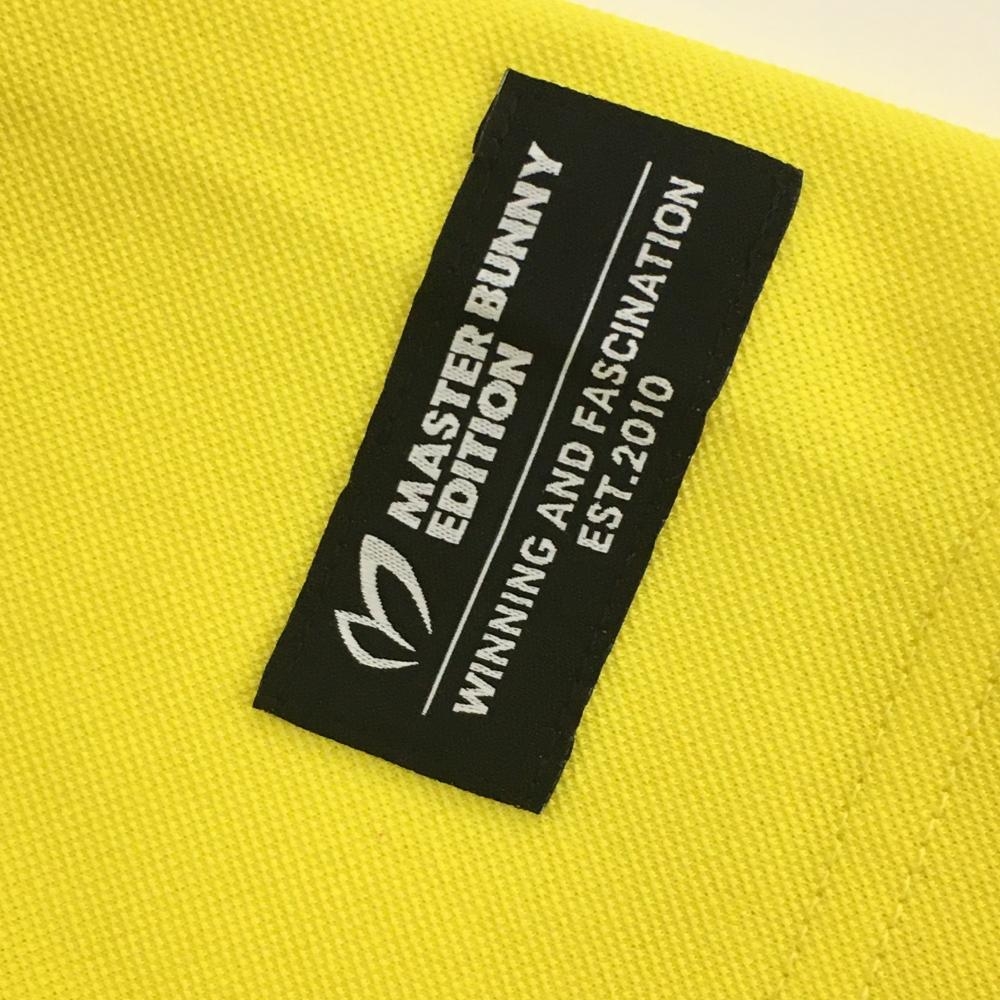 MASTER BUNNY
EDITION
WINNING AND FASCINATION
EST.2010